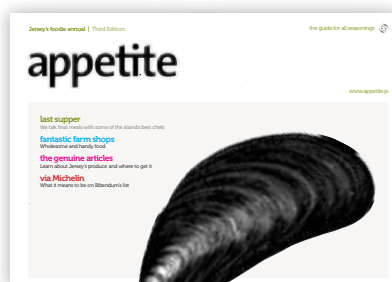 Jersey's foodie annual | Third Edition
the guide for all seasonings
appetite
www.appetite.je
last supper
We talk final meals with some of the island's best chefs
fantastic farm shops
Wholesome and handy food
the genuine articles
Learn about Jersey's produce and where to get it
via Michelin
What it means to be on Bibendum's list